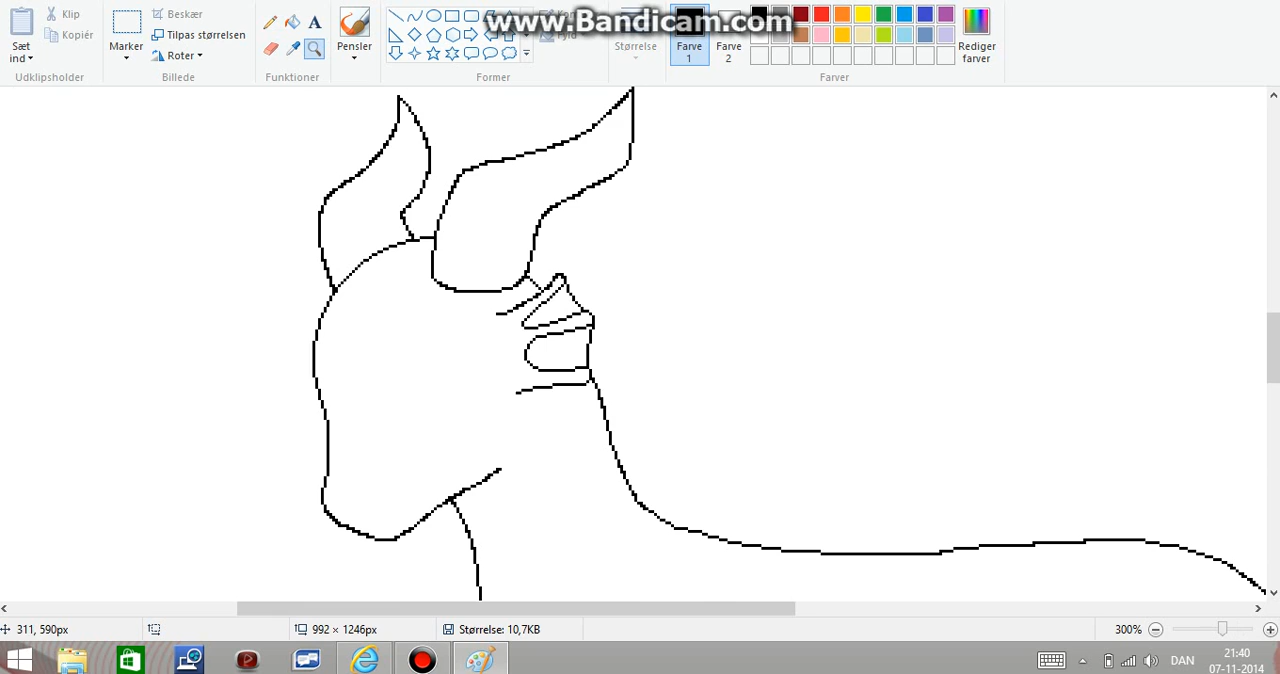 www.Bandicam.com
Sæt
ind
Klip
Kopiér
Udklipsholder
Marker
Beskær
Tilpas størrelsen
Roter
Billede
A
Funktioner
Pensler
Former
Størrelse
Farve
1
Farve
2
Rediger
farver
Farver
311, 590px
992 × 1246px
Størrelse: 10,7KB
300%
DAN
21:40
07-11-2014